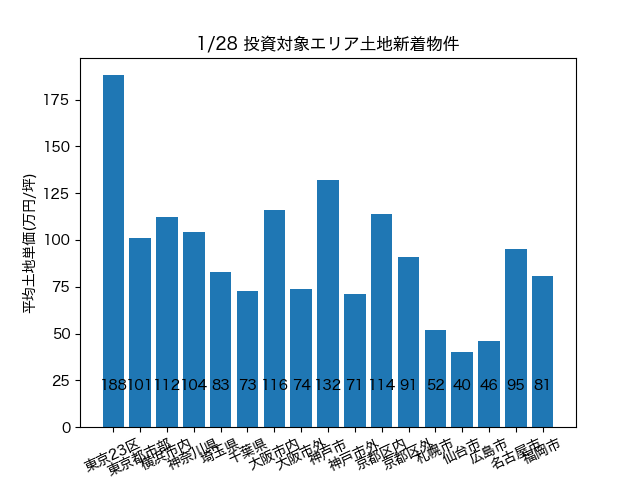 1/28 投資対象エリア土地新着物件
平均土地単価(万円/坪)
175
150
125
100
75
50
25
0
188 101 112 104 83 73 116 74 132 71 114 91 52 40 46 95 81
東京23区 東京都市部 横浜市内 神奈川県 埼玉県 千葉県 大阪市内 大阪市外 神戸市 神戸市外 京都区内 京都区外 札幌市 仙台市 広島市 名古屋市 福岡市